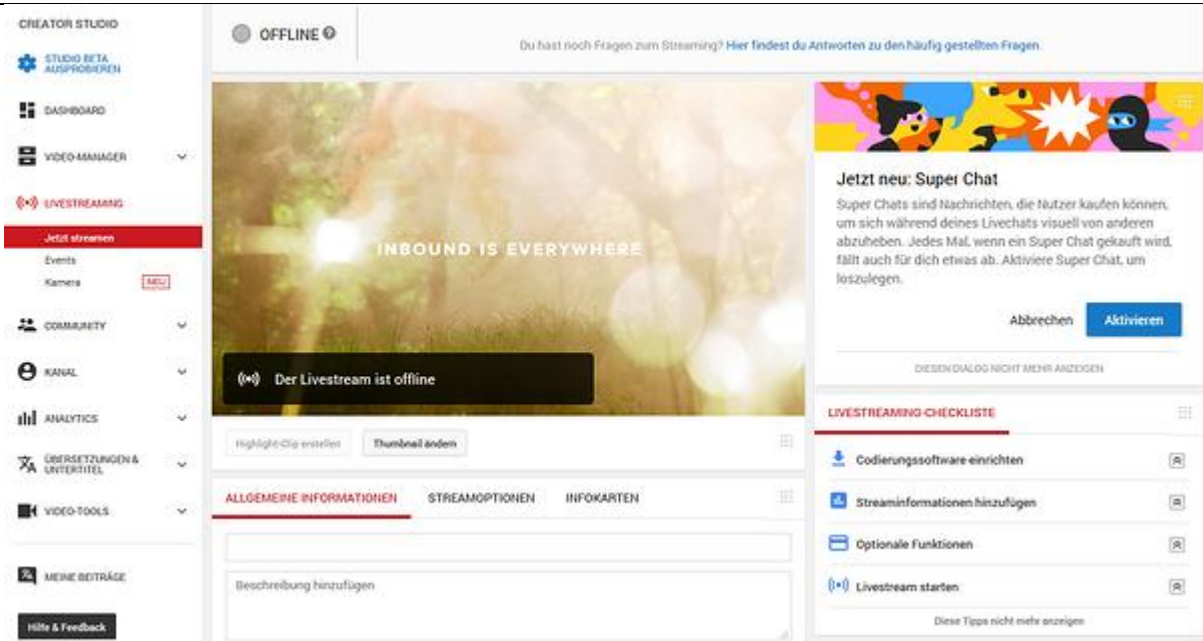 CREATOR STUDIO
STUDIO BETA
AUSPROBIEREN
DASHBOARD
VIDEO-MANAGER
LIVESTREAMING
Jetzt streamen
Events
Kamera NEU
COMMUNITY
KANAL
ANALYTICS
ÜBERSETZUNGEN &
UNTERTITEL
VIDEO-TOOLS
MEINE BEITRÄGE
Hilfe & Feedback
OFFLINE ?
Du hast noch Fragen zum Streaming? Hier findest du Antworten zu den häufig gestellten Fragen.
INBOUND IS EVERYWHERE
Der Livestream ist offline
Highlight-Clip erstellen Thumbnail ändern
ALLGEMEINE INFORMATIONEN STREAMOPTIONEN INFOKARTEN
Beschreibung hinzufügen
Jetzt neu: Super Chat
Super Chats sind Nachrichten, die Nutzer kaufen können,
um sich während deines Livechats visuell von anderen
abzuheben. Jedes Mal, wenn ein Super Chat gekauft wird,
fällt auch für dich etwas ab. Aktiviere Super Chat, um
loszulegen.
Abbrechen Aktivieren
DIESEN DIALOG NICHT MEHR ANZEIGEN
LIVESTREAMING-CHECKLISTE
Codierungssoftware einrichten
Streaminformationen hinzufügen
Optionale Funktionen
Livestream starten
Diese Tipps nicht mehr anzeigen